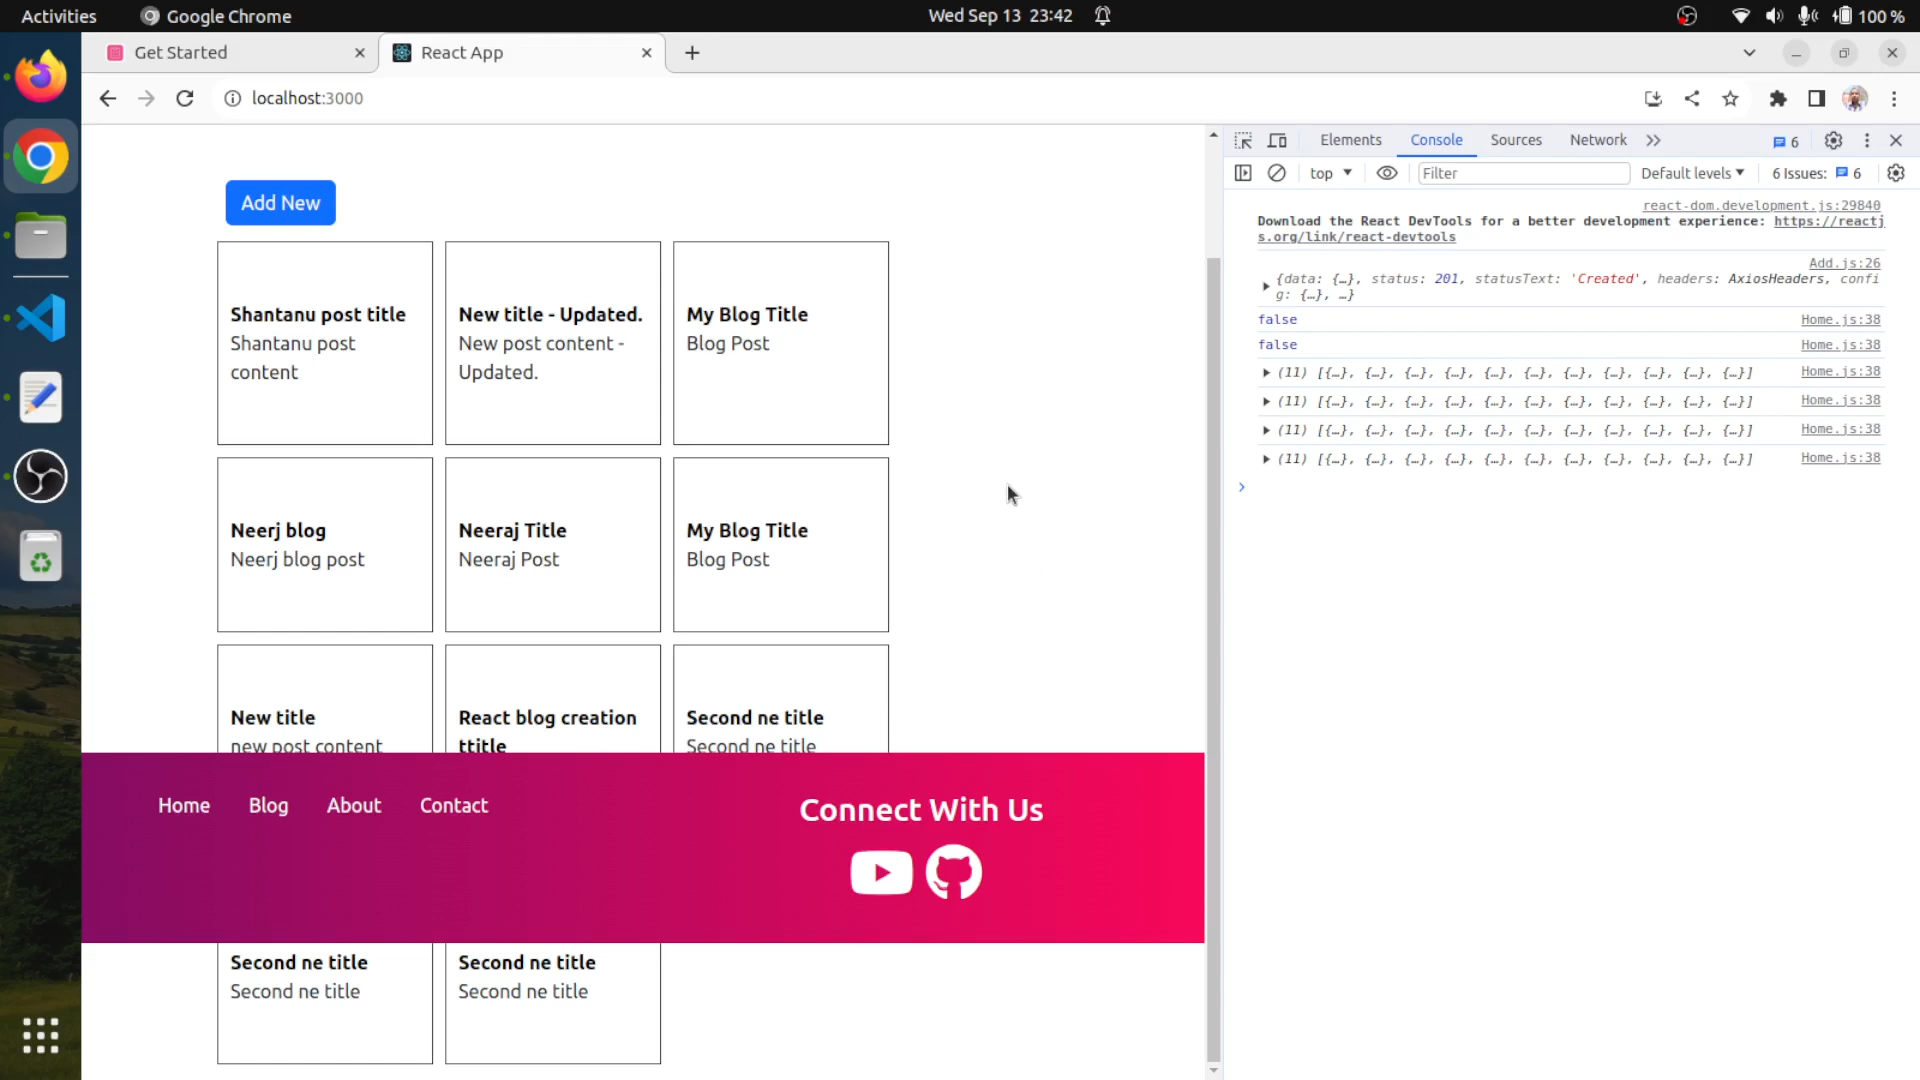 Activities
Google Chrome
Wed Sep 13 23:42
100 %
Get Started
React App
localhost:3000
Add New
Shantanu post title
Shantanu post
content
New title - Updated.
New post content -
Updated.
My Blog Title
Blog Post
Neerj blog
Neerj blog post
Neeraj Title
Neeraj Post
My Blog Title
Blog Post
New title
new post content
React blog creation
ttitle
Second ne title
Second ne title
Home
Blog
About
Contact
Connect With Us
Second ne title
Second ne title
Second ne title
Second ne title
Elements
Console
Sources
Network
6
top
Filter
Default levels
6 Issues:
6
react-dom.development.js:29840
Download the React DevTools for a better development experience: https://reactj
s.org/link/react-devtools
Add.js:26
{data: {…}, status: 201, statusText: 'Created', headers: AxiosHeaders, confi
g: {…}, …}
false
Home.js:38
false
Home.js:38
(11) [{…}, {…}, {…}, {…}, {…}, {…}, {…}, {…}, {…}, {…}, {…}]
Home.js:38
(11) [{…}, {…}, {…}, {…}, {…}, {…}, {…}, {…}, {…}, {…}, {…}]
Home.js:38
(11) [{…}, {…}, {…}, {…}, {…}, {…}, {…}, {…}, {…}, {…}, {…}]
Home.js:38
(11) [{…}, {…}, {…}, {…}, {…}, {…}, {…}, {…}, {…}, {…}, {…}]
Home.js:38